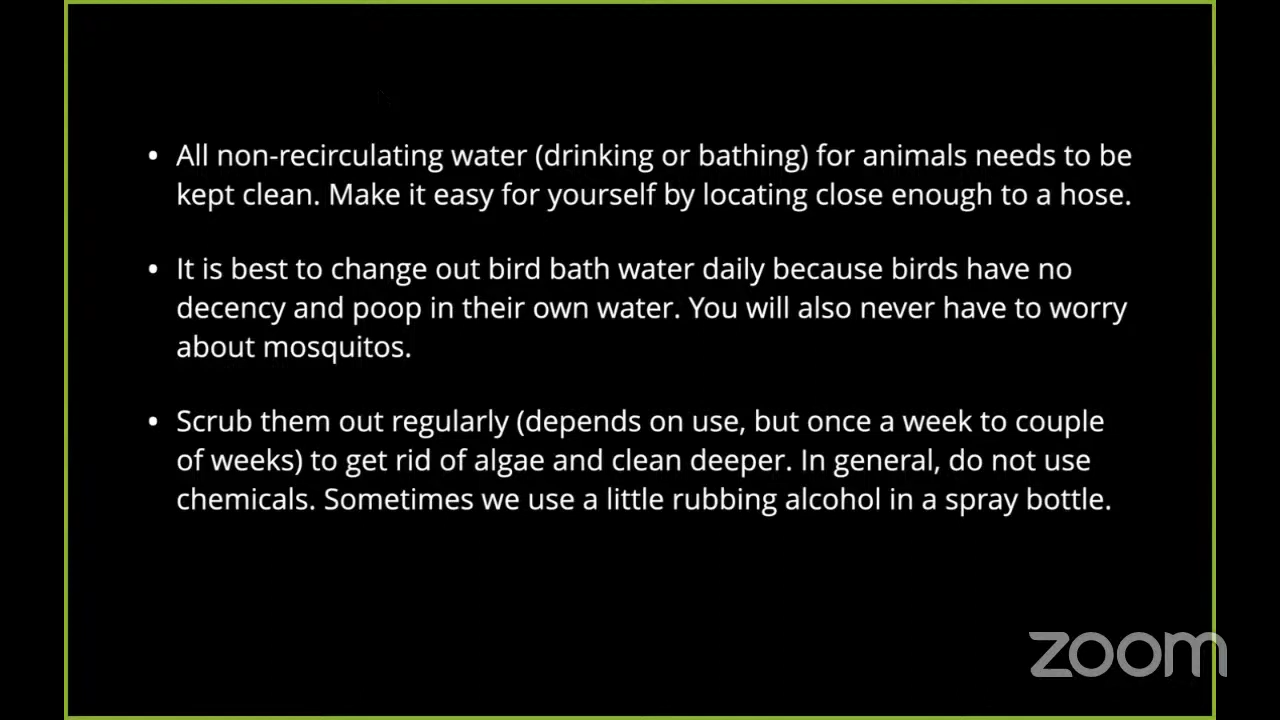 • All non-recirculating water (drinking or bathing) for animals needs to be
kept clean. Make it easy for yourself by locating close enough to a hose.
• It is best to change out bird bath water daily because birds have no
decency and poop in their own water. You will also never have to worry
about mosquitos.
• Scrub them out regularly (depends on use, but once a week to couple
of weeks) to get rid of algae and clean deeper. In general, do not use
chemicals. Sometimes we use a little rubbing alcohol in a spray bottle.
zoom